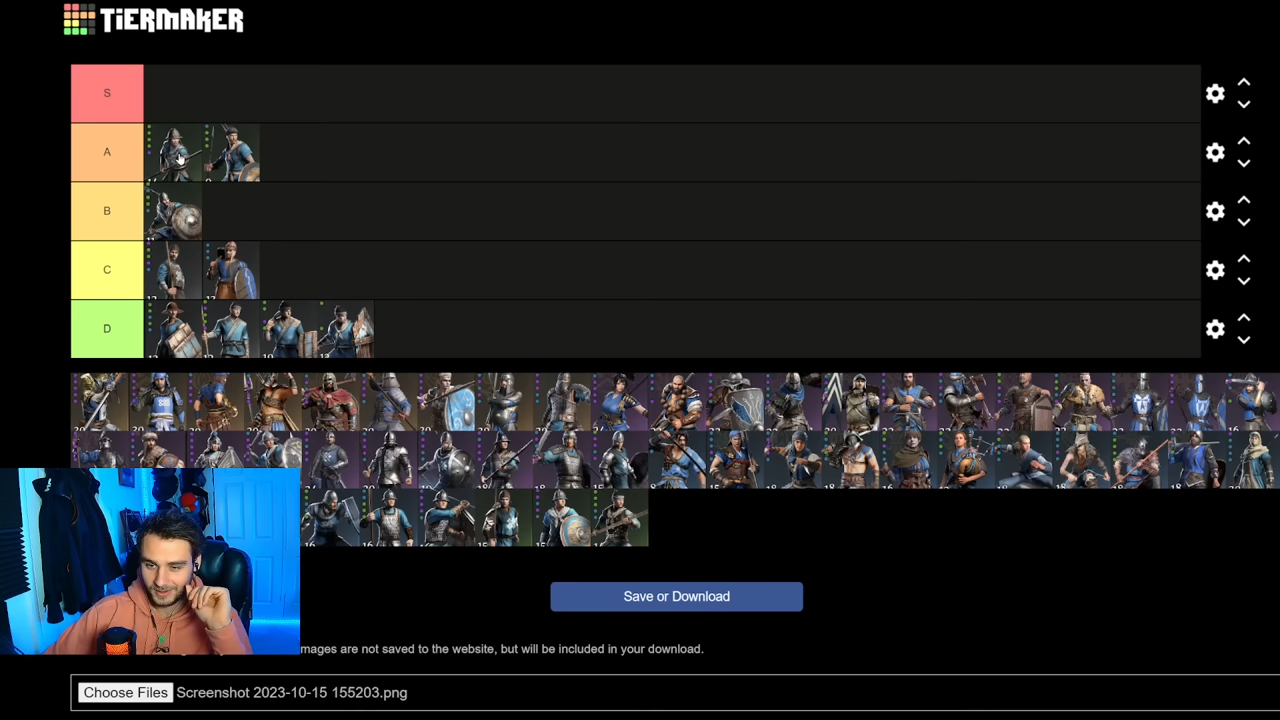 TiERMAKER
S
A
B
C
D
Save or Download
mages are not saved to the website, but will be included in your download.
Choose Files Screenshot 2023-10-15 155203.png